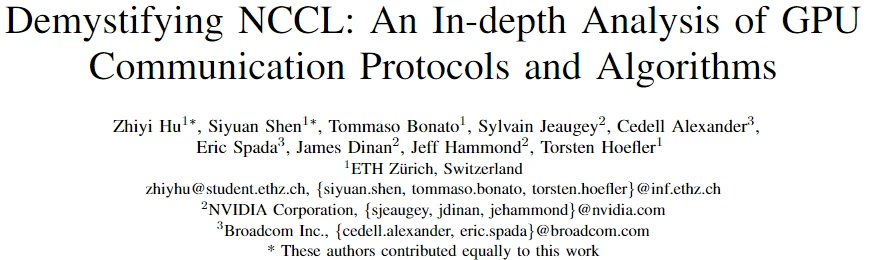 Demystifying NCCL: An In-depth Analysis of GPU
Communication Protocols and Algorithms
Zhiyi Hu¹*, Siyuan Shen¹*, Tommaso Bonato¹, Sylvain Jeaugey², Cedell Alexander³,
Eric Spada³, James Dinan², Jeff Hammond², Torsten Hoefler¹
¹ETH Zürich, Switzerland
zhiyhu@student.ethz.ch, {siyuan.shen, tommaso.bonato, torsten.hoefler}@inf.ethz.ch
²NVIDIA Corporation, {sjeaugey, jdinan, jehammond}@nvidia.com
³Broadcom Inc., {cedell.alexander, eric.spada}@broadcom.com
* These authors contributed equally to this work